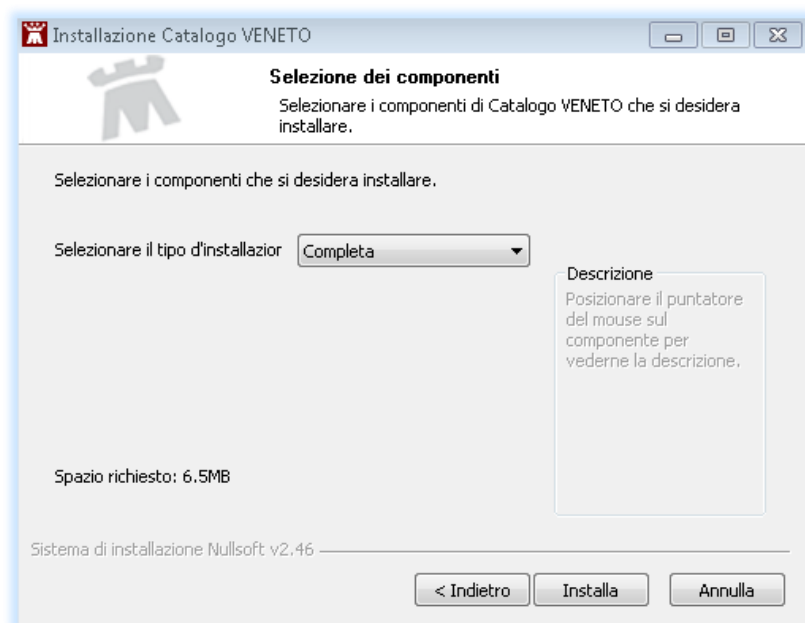 Installazione Catalogo VENETO
Selezione dei componenti
Selezionare i componenti di Catalogo VENETO che si desidera
installare.
Selezionare i componenti che si desidera installare.
Selezionare il tipo d'installazior
Completa
Descrizione
Posizionare il puntatore
del mouse sul
componente per
vederne la descrizione.
Spazio richiesto: 6.5MB
Sistema di installazione Nullsoft v2.46
< Indietro
Installa
Annulla